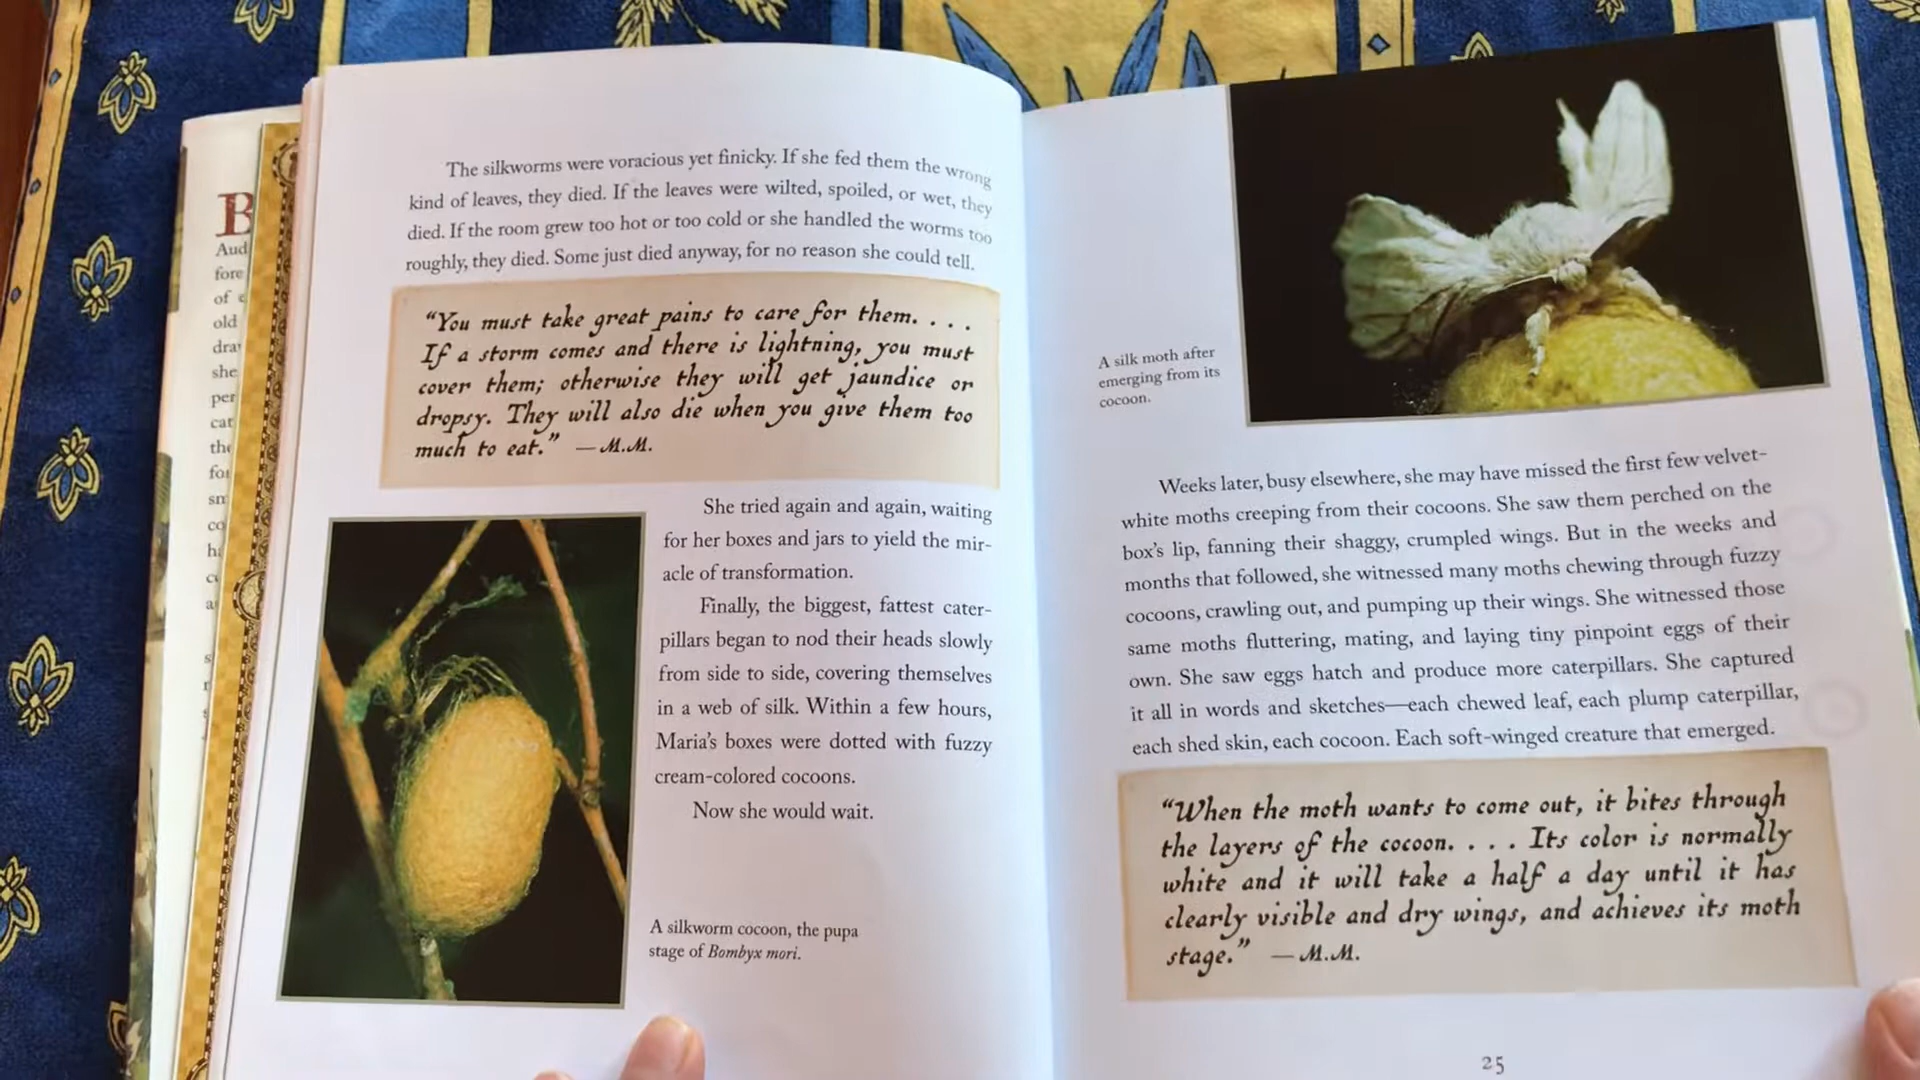 B
Aud
fore
of
old
she
per
cat
the
The silkworms were voracious yet finicky. If she fed them the wrong
kind of leaves, they died. If the leaves were wilted, spoiled, or wet, they
died. If the room grew too hot or too cold or she handled the worms too
roughly, they died. Some just died anyway, for no reason she could tell.
“You must take great pains to care for them. . . .
If a storm comes and there is lightning, you must
cover them; otherwise they will get jaundice or
dropsy. They will also die when you give them too
much to eat.” —M.M.
She tried again and again, waiting
for her boxes and jars to yield the mir-
acle of transformation.
Finally, the biggest, fattest cater-
pillars began to nod their heads slowly
from side to side, covering themselves
in a web of silk. Within a few hours,
Maria’s boxes were dotted with fuzzy
cream-colored cocoons.
Now she would wait.
A silkworm cocoon, the pupa
stage of Bombyx mori.
A silk moth after
emerging from its
cocoon.
Weeks later, busy elsewhere, she may have missed the first few velvet-
white moths creeping from their cocoons. She saw them perched on the
box’s lip, fanning their shaggy, crumpled wings. But in the weeks and
months that followed, she witnessed many moths chewing through fuzzy
cocoons, crawling out, and pumping up their wings. She witnessed those
same moths fluttering, mating, and laying tiny pinpoint eggs of their
own. She saw eggs hatch and produce more caterpillars. She captured
it all in words and sketches—each chewed leaf, each plump caterpillar,
each shed skin, each cocoon. Each soft-winged creature that emerged.
“When the moth wants to come out, it bites through
the layers of the cocoon. . . . Its color is normally
white and it will take a half a day until it has
clearly visible and dry wings, and achieves its moth
stage.” —M.M.
25